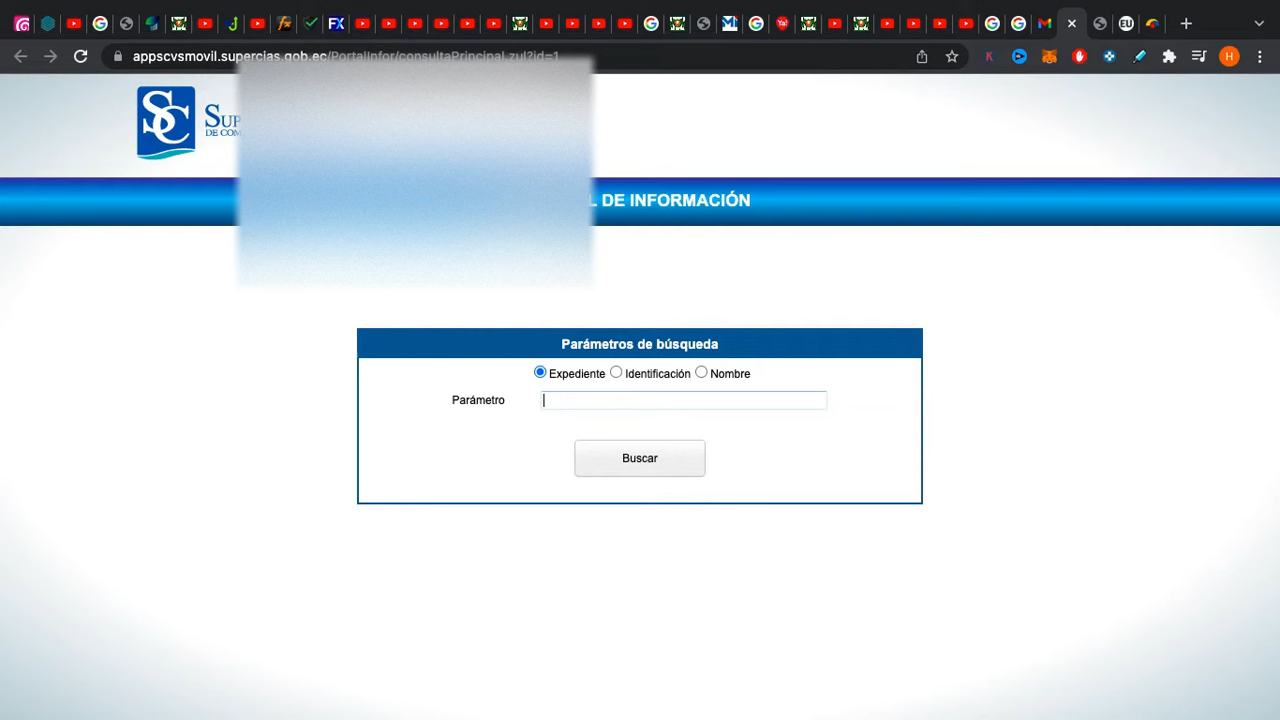 appscvsmovil.supercias.gob.ec/PortalInfor/consultaPrincipal.zul?id=1
H
SC
DE INFORMACIÓN
Parámetros de búsqueda
Expediente Identificación Nombre
Parámetro
Buscar